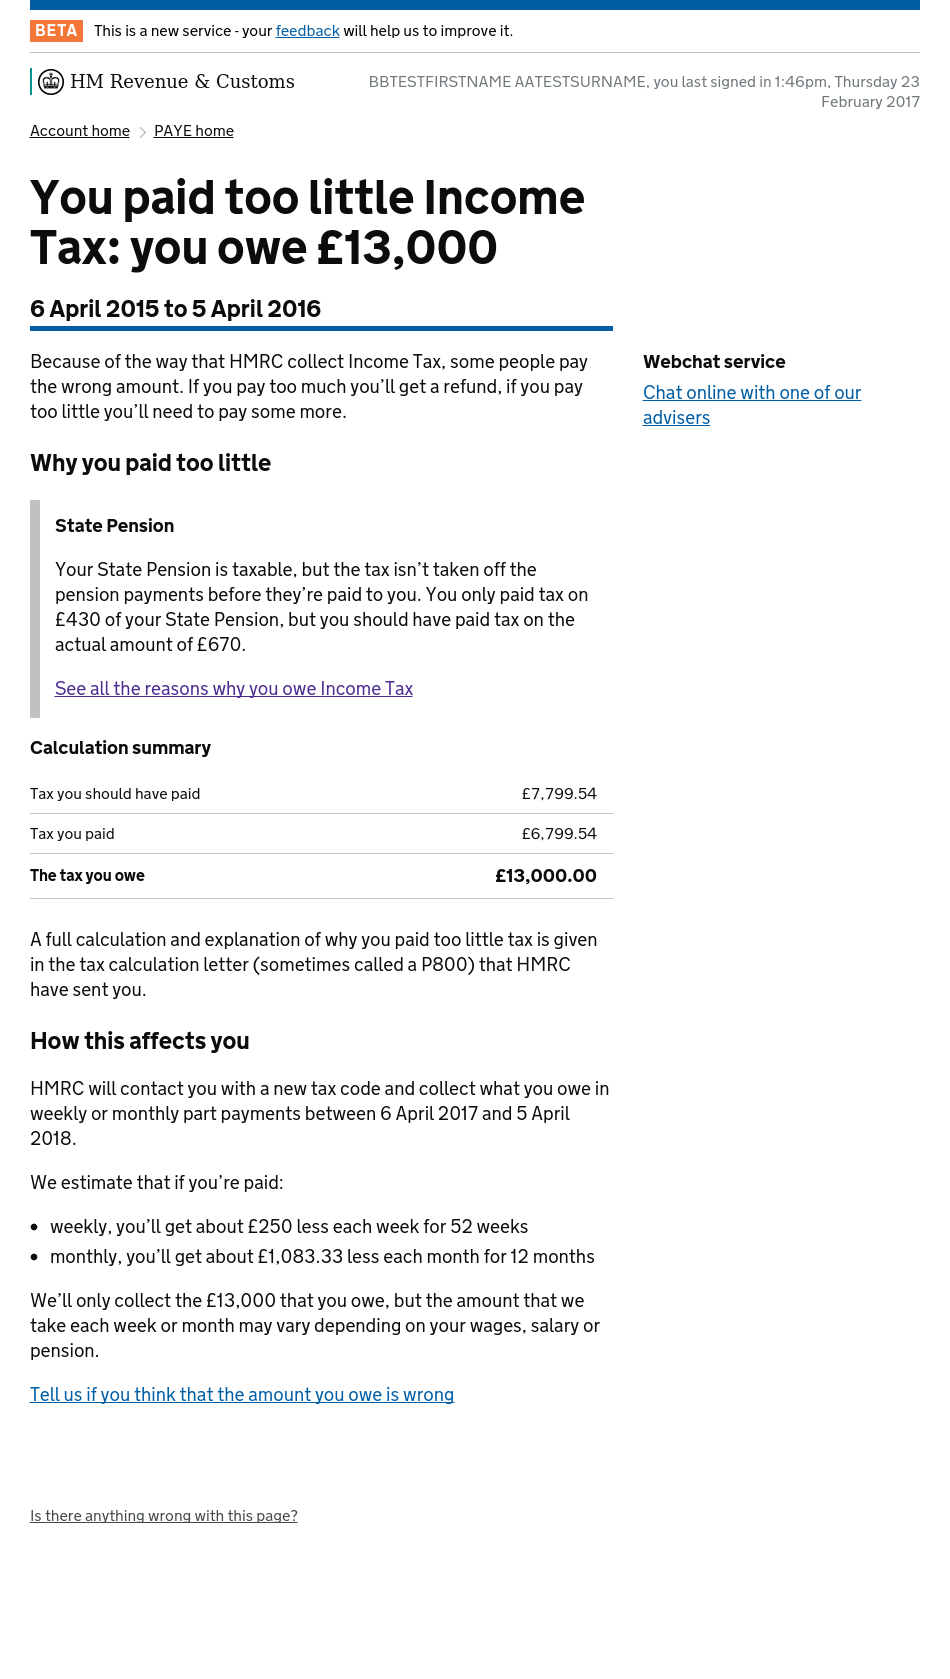 BETA This is a new service - your feedback will help us to improve it.
HM Revenue & Customs
BBTESTFIRSTNAME AATESTSURNAME, you last signed in 1:46pm, Thursday 23
February 2017
Account home PAYE home
You paid too little Income
Tax: you owe £13,000
6 April 2015 to 5 April 2016
Because of the way that HMRC collect Income Tax, some people pay
the wrong amount. If you pay too much you’ll get a refund, if you pay
too little you’ll need to pay some more.
Webchat service
Chat online with one of our
advisers
Why you paid too little
State Pension
Your State Pension is taxable, but the tax isn’t taken off the
pension payments before they’re paid to you. You only paid tax on
£430 of your State Pension, but you should have paid tax on the
actual amount of £670.
See all the reasons why you owe Income Tax
Calculation summary
Tax you should have paid £7,799.54
Tax you paid £6,799.54
The tax you owe £13,000.00
A full calculation and explanation of why you paid too little tax is given
in the tax calculation letter (sometimes called a P800) that HMRC
have sent you.
How this affects you
HMRC will contact you with a new tax code and collect what you owe in
weekly or monthly part payments between 6 April 2017 and 5 April
2018.
We estimate that if you’re paid:
• weekly, you’ll get about £250 less each week for 52 weeks
• monthly, you’ll get about £1,083.33 less each month for 12 months
We’ll only collect the £13,000 that you owe, but the amount that we
take each week or month may vary depending on your wages, salary or
pension.
Tell us if you think that the amount you owe is wrong
Is there anything wrong with this page?